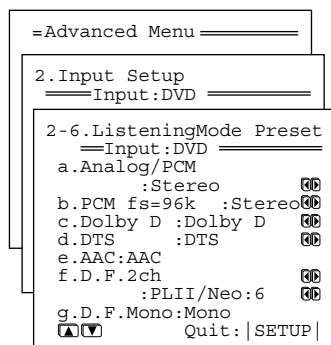 Advanced Menu
2.Input Setup
Input:DVD
2-6.ListeningMode Preset
Input:DVD
a.Analog/PCM
:Stereo
b.PCM fs=96k :Stereo
c.Dolby D :Dolby D
d.DTS :DTS
e.AAC:AAC
f.D.F.2ch
:PLII/Neo:6
g.D.F.Mono:Mono
Quit:|SETUP|